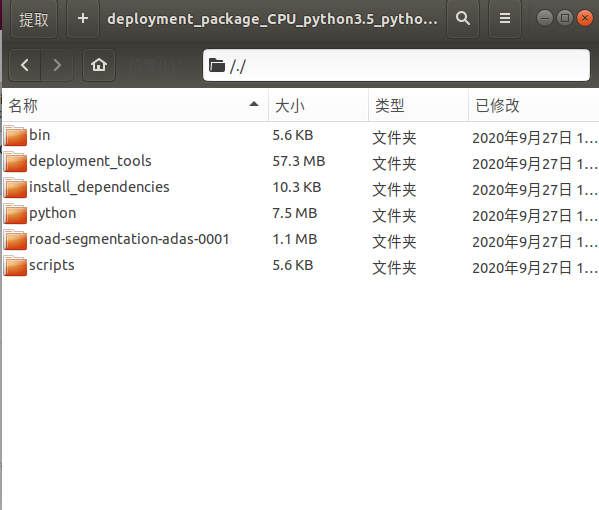 提取 + deployment_package_CPU_python3.5_pytho...
/./
名称 大小 类型 已修改
bin 5.6 KB 文件夹 2020年9月27日 1...
deployment_tools 57.3 MB 文件夹 2020年9月27日 1...
install_dependencies 10.3 KB 文件夹 2020年9月27日 1...
python 7.5 MB 文件夹 2020年9月27日 1...
road-segmentation-adas-0001 1.1 MB 文件夹 2020年9月27日 1...
scripts 5.6 KB 文件夹 2020年9月27日 1...